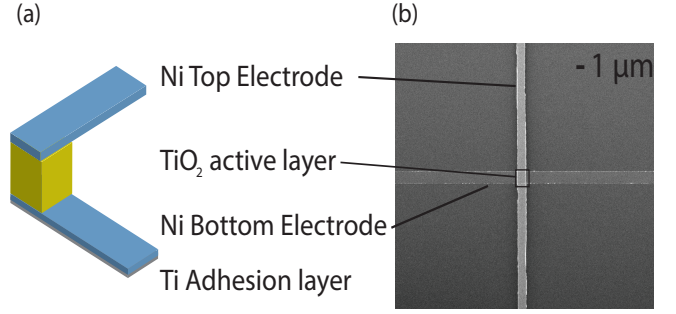 (a)
(b)
Ni Top Electrode
- 1 μm
TiO₂ active layer
Ni Bottom Electrode
Ti Adhesion layer